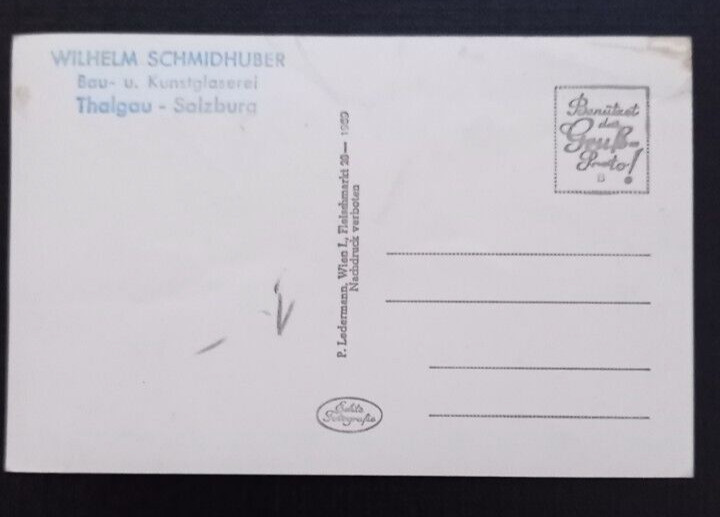 WILHELM SCHMIDHUBER
Bau- u. Kunstglaserei
Thalgau - Salzburg
P. Ledermann, Wien I., Fleischmarkt 20— 1959
Nachdruck verboten
Benützet
das
Gruß-
Porto!
Echte
Fotografie